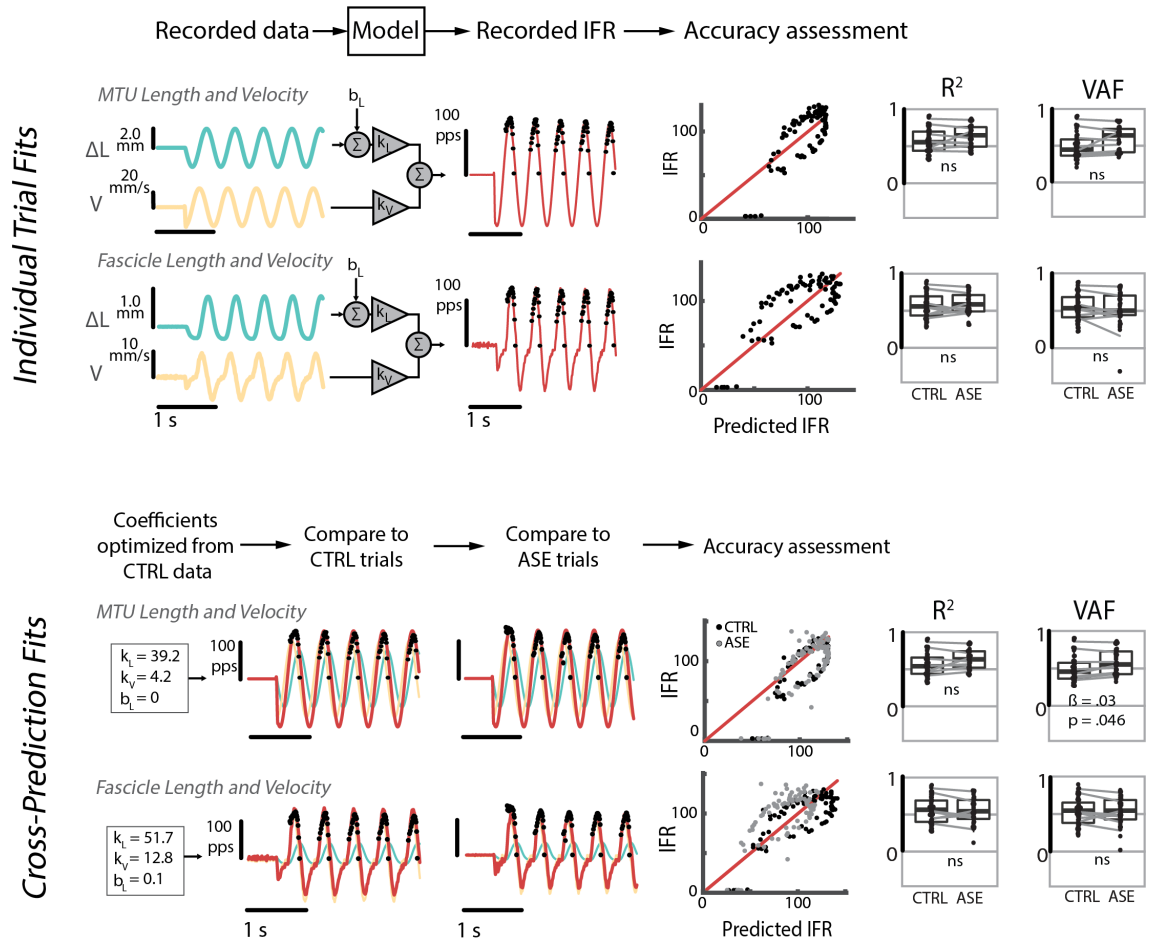 Recorded data
Model
Recorded IFR
Accuracy assessment
Individual Trial Fits
MTU Length and Velocity
ΔL
2.0
mm
V
20
mm/s
b_L
Σ
k_L
Σ
k_V
100
pps
IFR
100
0
0
100
R²
1
0
ns
VAF
1
0
ns
Fascicle Length and Velocity
ΔL
1.0
mm
V
10
mm/s
1 s
b_L
Σ
k_L
Σ
k_V
100
pps
1 s
IFR
100
0
0
100
Predicted IFR
1
0
ns
CTRL ASE
1
0
ns
CTRL ASE
Cross-Prediction Fits
Coefficients
optimized from
CTRL data
Compare to
CTRL trials
Compare to
ASE trials
Accuracy assessment
MTU Length and Velocity
k_L = 39.2
k_V = 4.2
b_L = 0
100
pps
CTRL
ASE
IFR
100
0
0
100
R²
1
0
ns
VAF
1
0
ß = .03
p = .046
Fascicle Length and Velocity
k_L = 51.7
k_V = 12.8
b_L = 0.1
100
pps
1 s
1 s
IFR
100
0
0
100
Predicted IFR
1
0
ns
CTRL ASE
1
0
ns
CTRL ASE